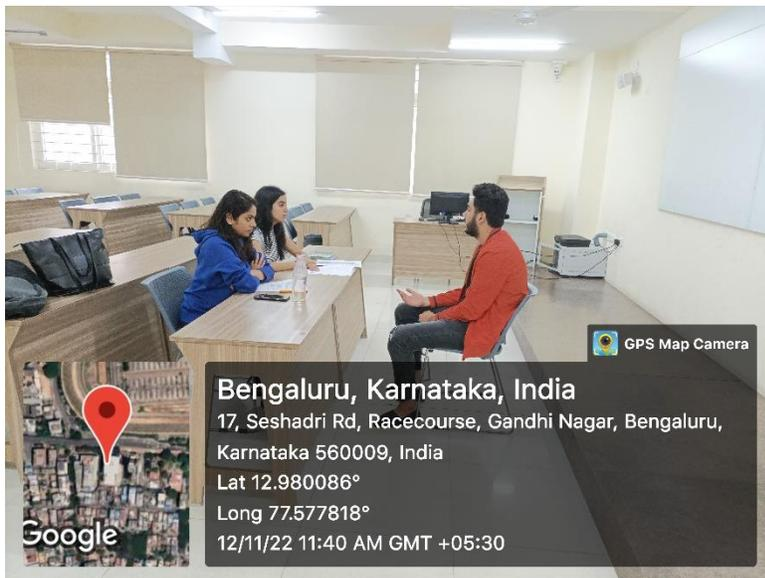 GPS Map Camera
Bengaluru, Karnataka, India
17, Seshadri Rd, Racecourse, Gandhi Nagar, Bengaluru,
Karnataka 560009, India
Lat 12.980086°
Long 77.577818°
12/11/22 11:40 AM GMT +05:30
Google